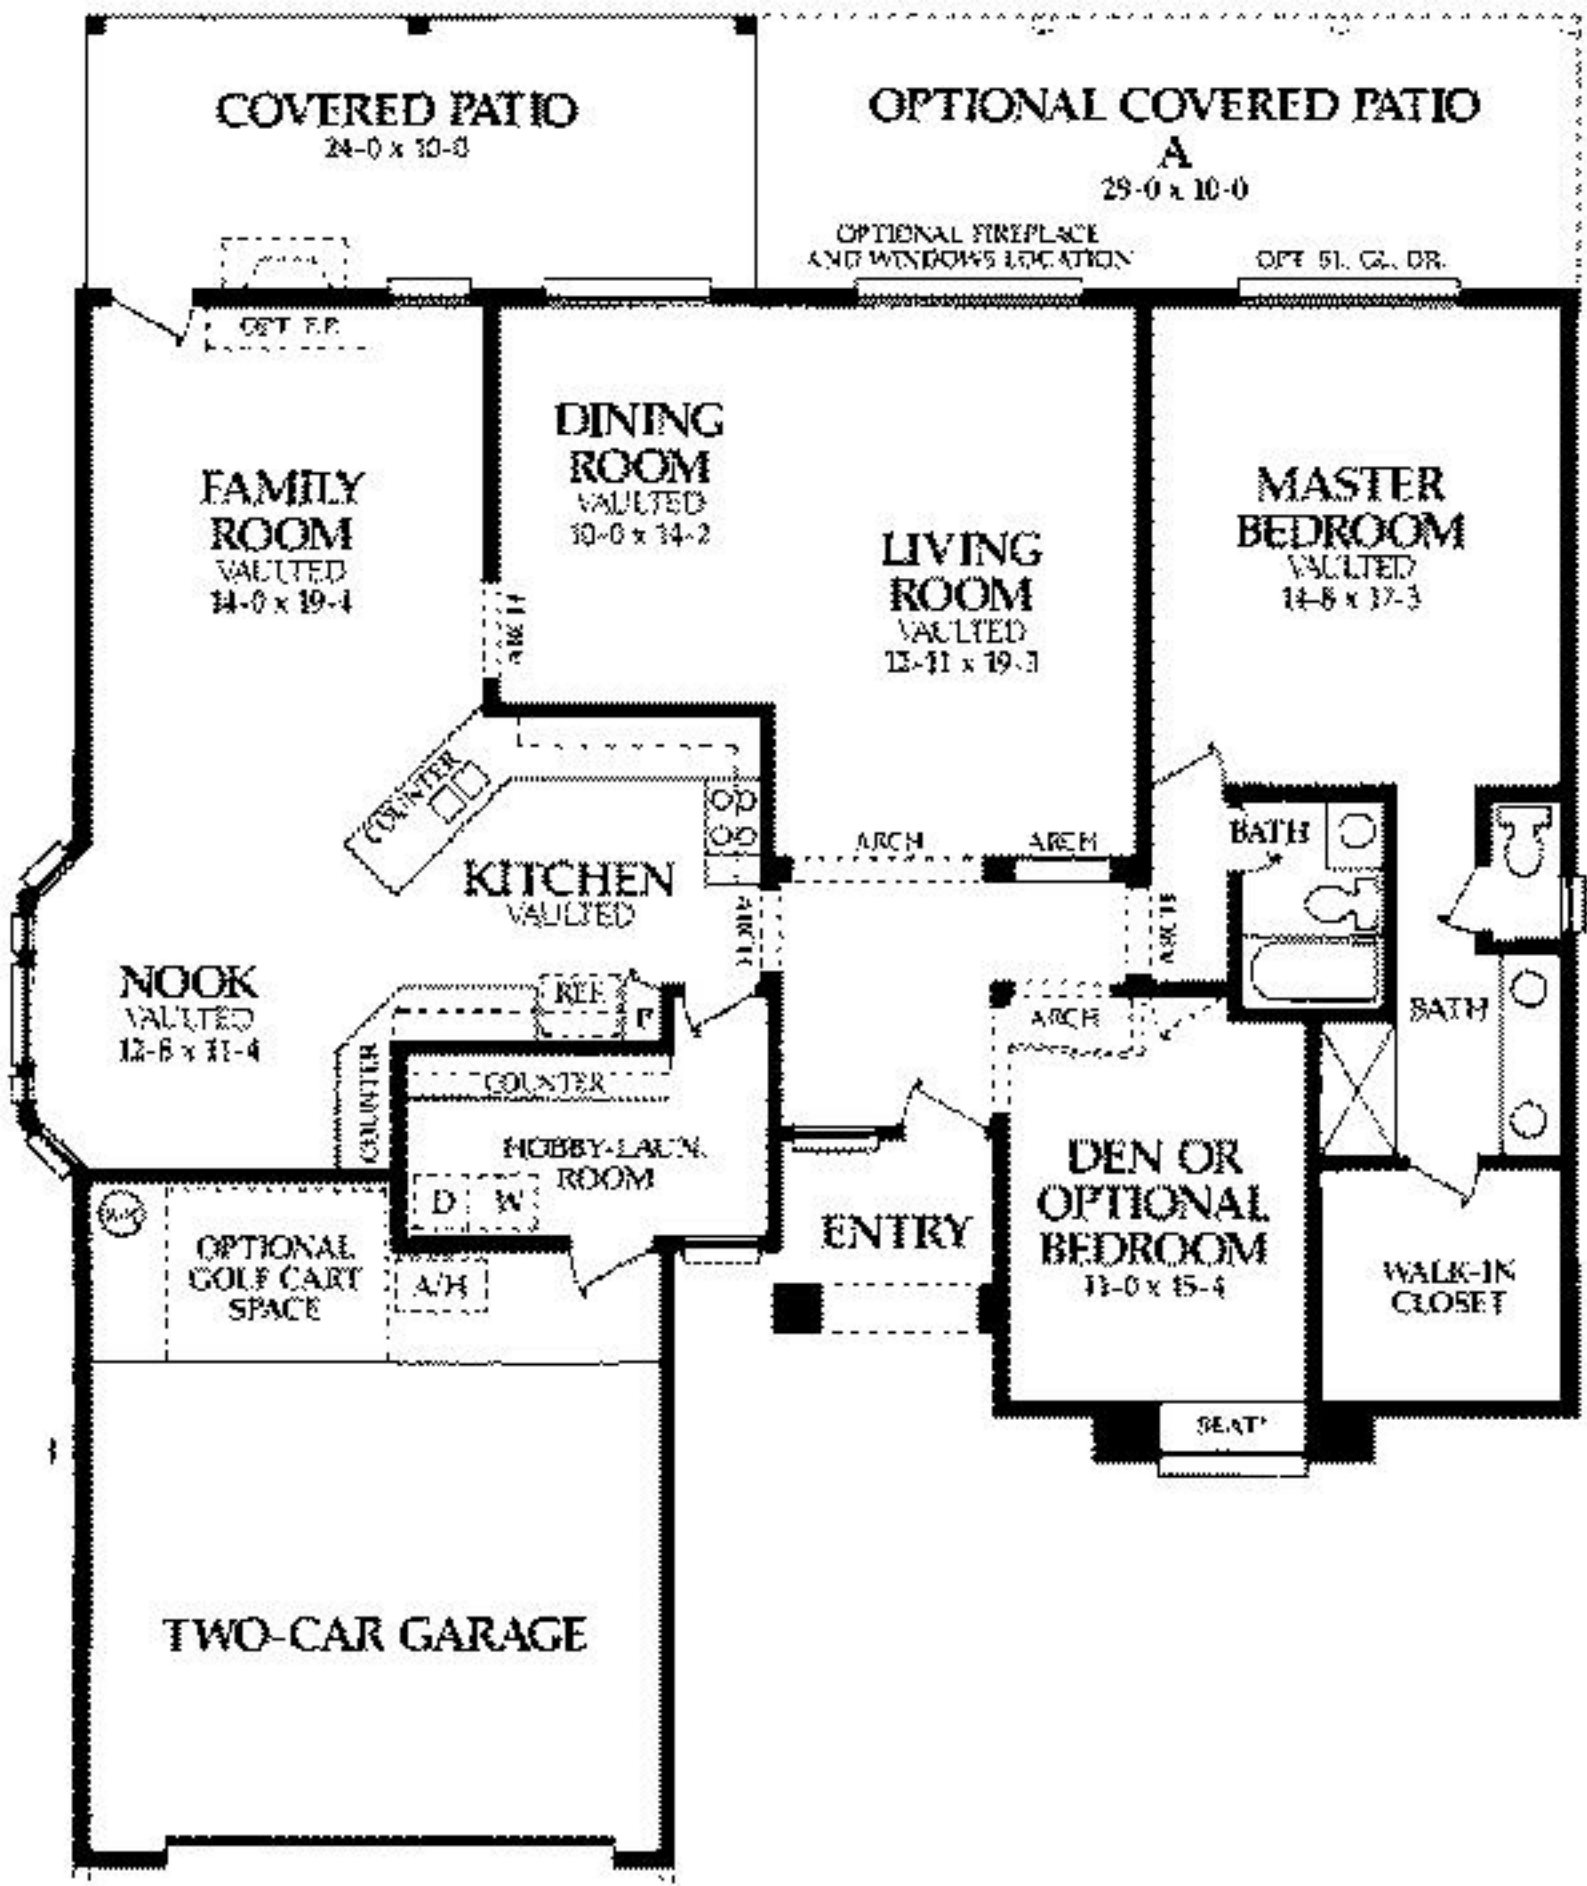 COVERED PATIO
24-0 x 10-0
OPTIONAL COVERED PATIO
A
29-0 x 10-0
OPTIONAL FIREPLACE
AND WINDOWS LOCATION
OPT. SL. GL. DR.
OPT. F.P.
FAMILY
ROOM
VAULTED
14-0 x 19-4
DINING
ROOM
VAULTED
10-0 x 14-2
LIVING
ROOM
VAULTED
12-11 x 19-3
MASTER
BEDROOM
VAULTED
14-8 x 17-3
ARCH
COUNTER
KITCHEN
VAULTED
ARCH
ARCH
ARCH
ARCH
BATH
NOOK
VAULTED
12-8 x 11-4
REF.
P
ARCH
BATH
COUNTER
COUNTER
HOBBY-LAUN.
ROOM
D
W
ENTRY
DEN OR
OPTIONAL
BEDROOM
11-0 x 15-4
WALK-IN
CLOSET
OPTIONAL
GOLF CART
SPACE
A/H
SEAT
TWO-CAR GARAGE